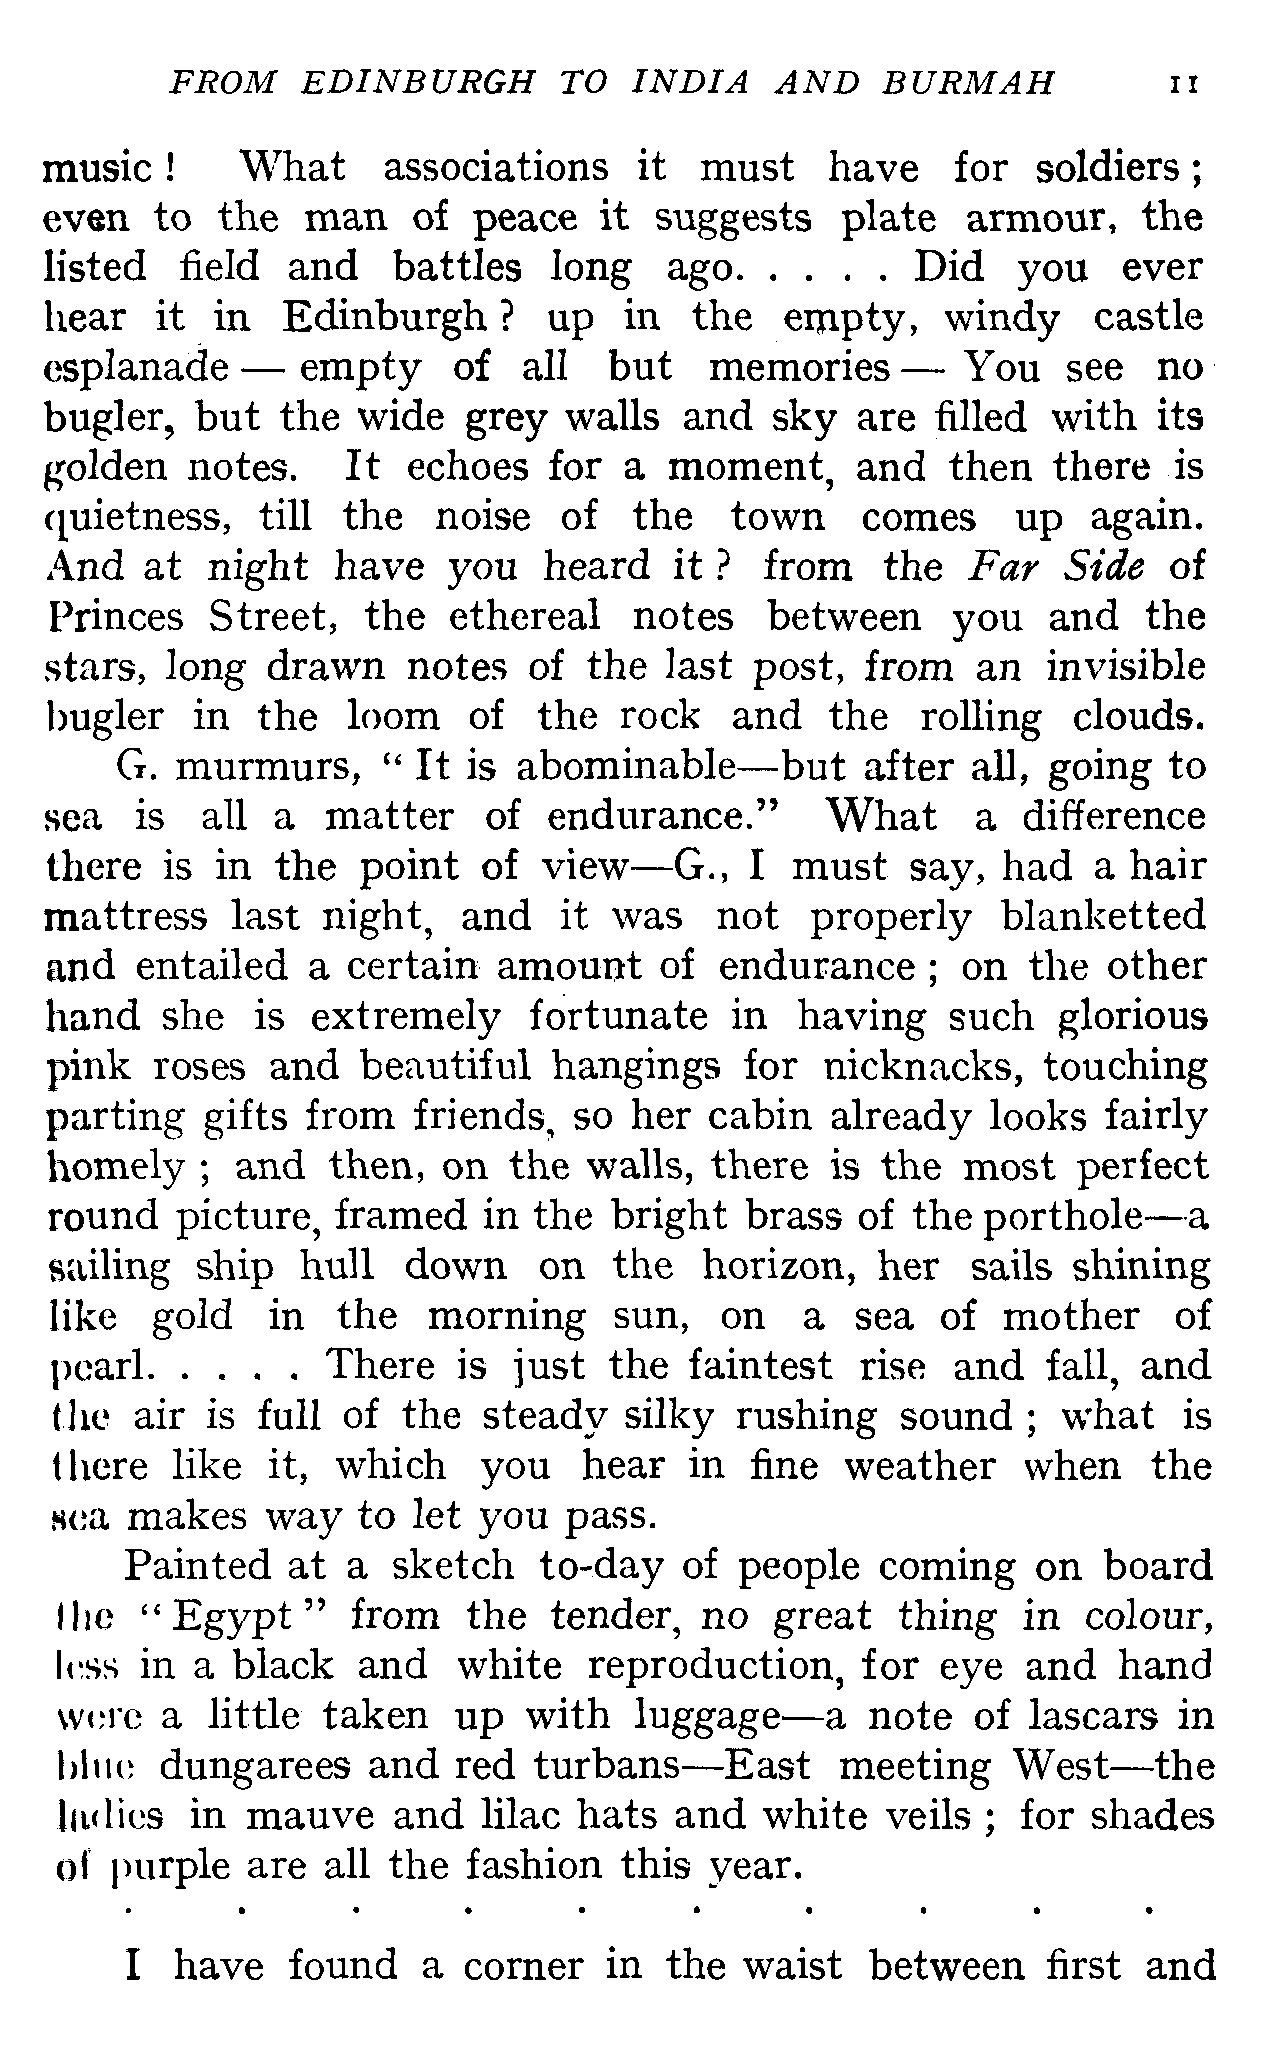 FROM EDINBURGH TO INDIA AND BURMAH 11
music ! What associations it must have for soldiers ;
even to the man of peace it suggests plate armour, the
listed field and battles long ago. . . . . Did you ever
hear it in Edinburgh ? up in the empty, windy castle
esplanade — empty of all but memories — You see no
bugler, but the wide grey walls and sky are filled with its
golden notes. It echoes for a moment, and then there is
quietness, till the noise of the town comes up again.
And at night have you heard it ? from the Far Side of
Princes Street, the ethereal notes between you and the
stars, long drawn notes of the last post, from an invisible
bugler in the loom of the rock and the rolling clouds.
G. murmurs, “ It is abominable—but after all, going to
sea is all a matter of endurance.” What a difference
there is in the point of view—G., I must say, had a hair
mattress last night, and it was not properly blanketted
and entailed a certain amount of endurance ; on the other
hand she is extremely fortunate in having such glorious
pink roses and beautiful hangings for nicknacks, touching
parting gifts from friends, so her cabin already looks fairly
homely ; and then, on the walls, there is the most perfect
round picture, framed in the bright brass of the porthole—a
sailing ship hull down on the horizon, her sails shining
like gold in the morning sun, on a sea of mother of
pearl. . . . . There is just the faintest rise and fall, and
the air is full of the steady silky rushing sound ; what is
there like it, which you hear in fine weather when the
sea makes way to let you pass.
Painted at a sketch to-day of people coming on board
the “ Egypt ” from the tender, no great thing in colour,
less in a black and white reproduction, for eye and hand
were a little taken up with luggage—a note of lascars in
blue dungarees and red turbans—East meeting West—the
ladies in mauve and lilac hats and white veils ; for shades
of purple are all the fashion this year.
. . . . . . . . . .
I have found a corner in the waist between first and